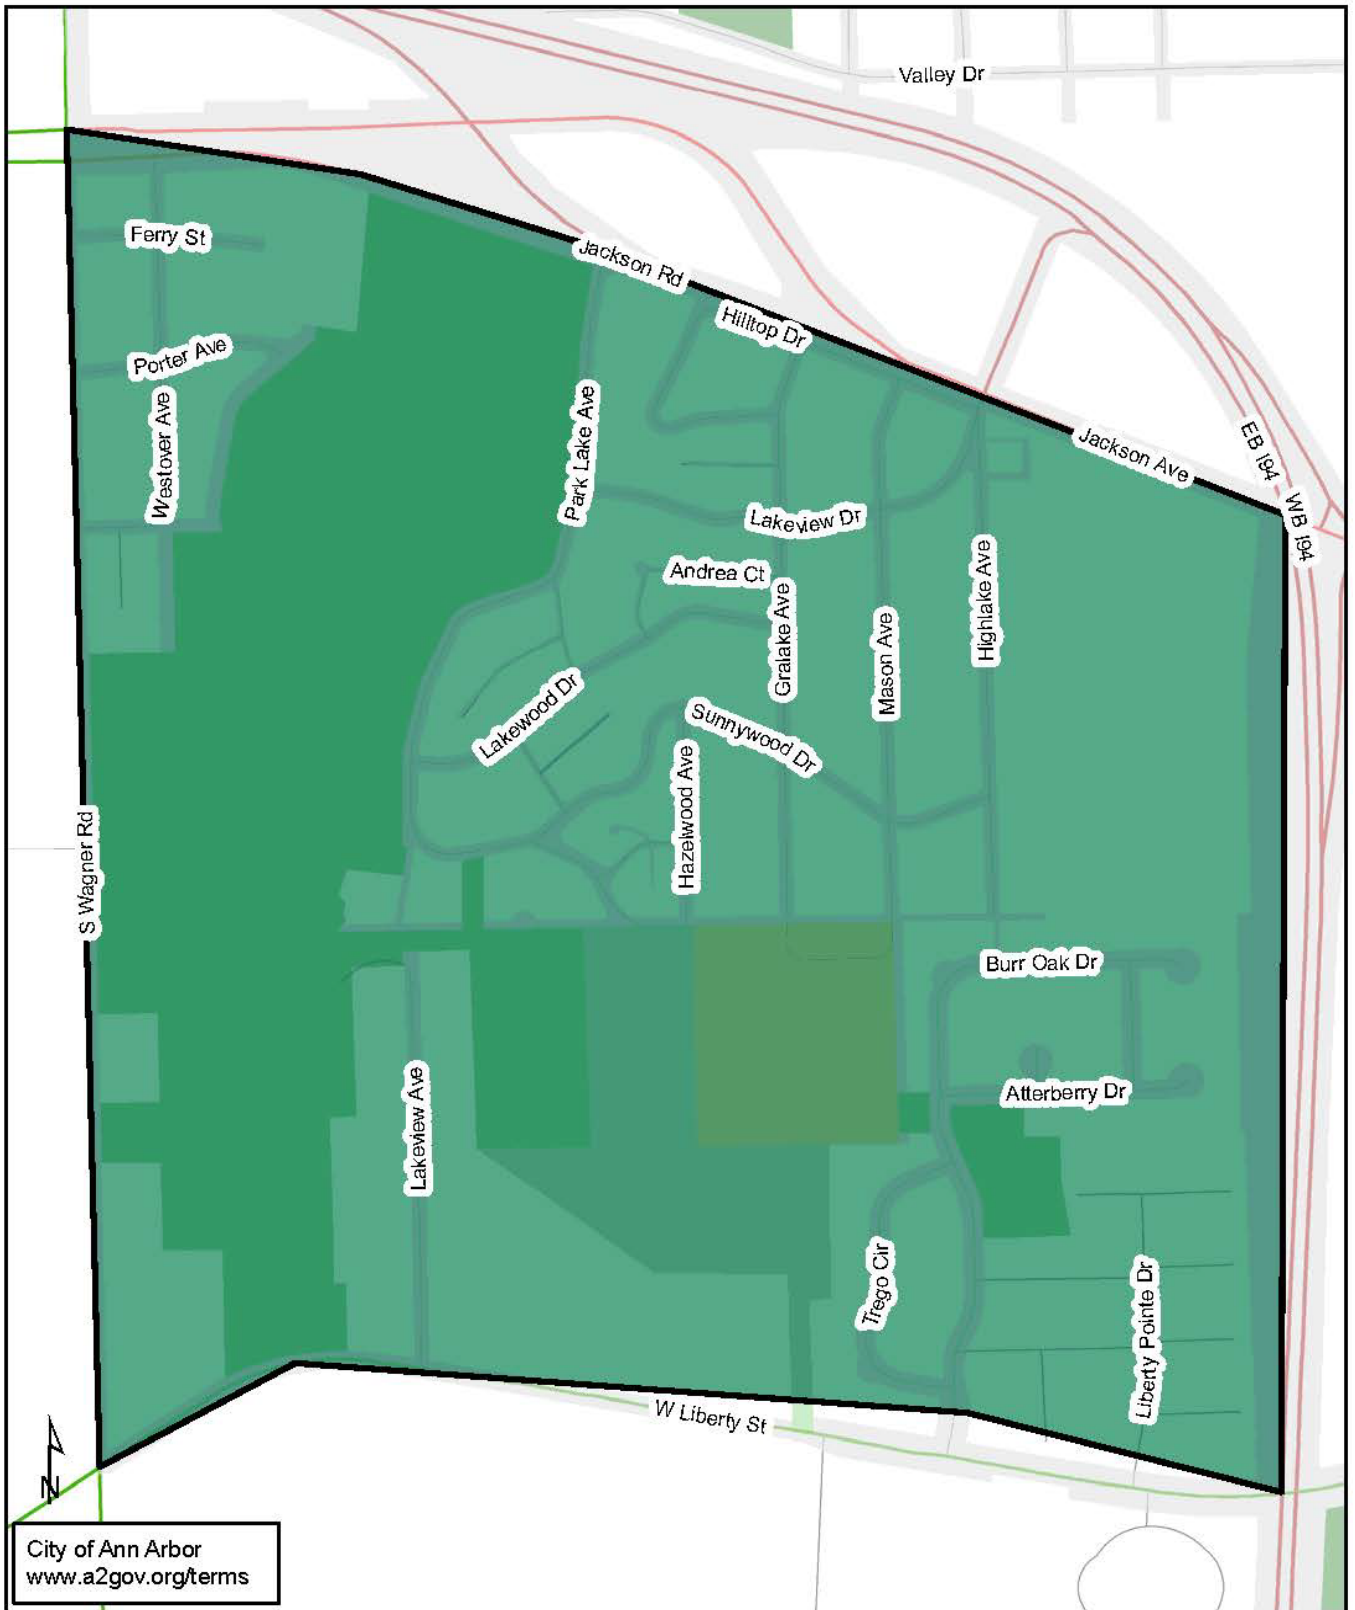 Valley Dr
Ferry St
Jackson Rd
Hilltop Dr
Porter Ave
Westover Ave
Park Lake Ave
Jackson Ave
EB I94
WB I94
Lakeview Dr
Andrea Ct
Gralake Ave
Mason Ave
Highlake Ave
Lakewood Dr
Sunnywood Dr
Hazelwood Ave
S Wagner Rd
Burr Oak Dr
Atterberry Dr
Lakeview Ave
Trego Cir
Liberty Pointe Dr
W Liberty St
N
City of Ann Arbor
www.a2gov.org/terms